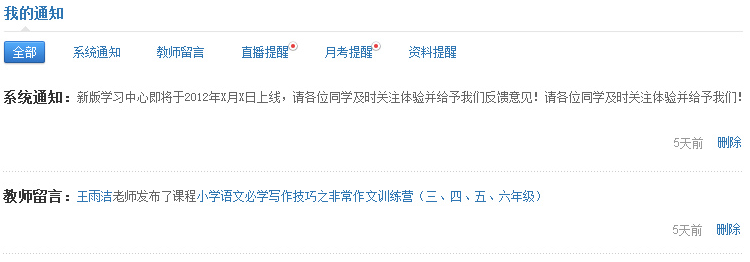 我的通知
全部 系统通知 教师留言 直播提醒 月考提醒 资料提醒
系统通知：新版学习中心即将于2012年X月X日上线，请各位同学及时关注体验并给予我们反馈意见！请各位同学及时关注体验并给予我们！
5天前 删除
教师留言：王雨洁老师发布了课程小学语文必学写作技巧之非常作文训练营（三、四、五、六年级）
5天前 删除